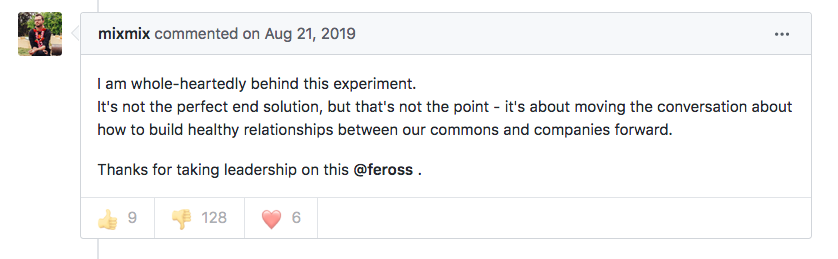 mixmix commented on Aug 21, 2019
...
I am whole-heartedly behind this experiment.
It's not the perfect end solution, but that's not the point - it's about moving the conversation about
how to build healthy relationships between our commons and companies forward.
Thanks for taking leadership on this @feross .
👍 9 👎 128 ❤️ 6